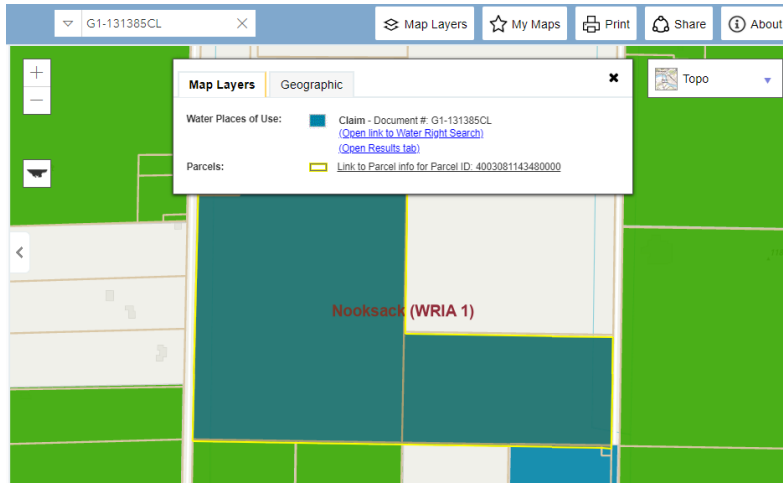 G1-131385CL
Map Layers
My Maps
Print
Share
About
Map Layers
Geographic
Water Places of Use:
Claim - Document #: G1-131385CL
(Open link to Water Right Search)
(Open Results tab)
Parcels:
Link to Parcel info for Parcel ID: 4003081143480000
Topo
Nooksack (WRIA 1)